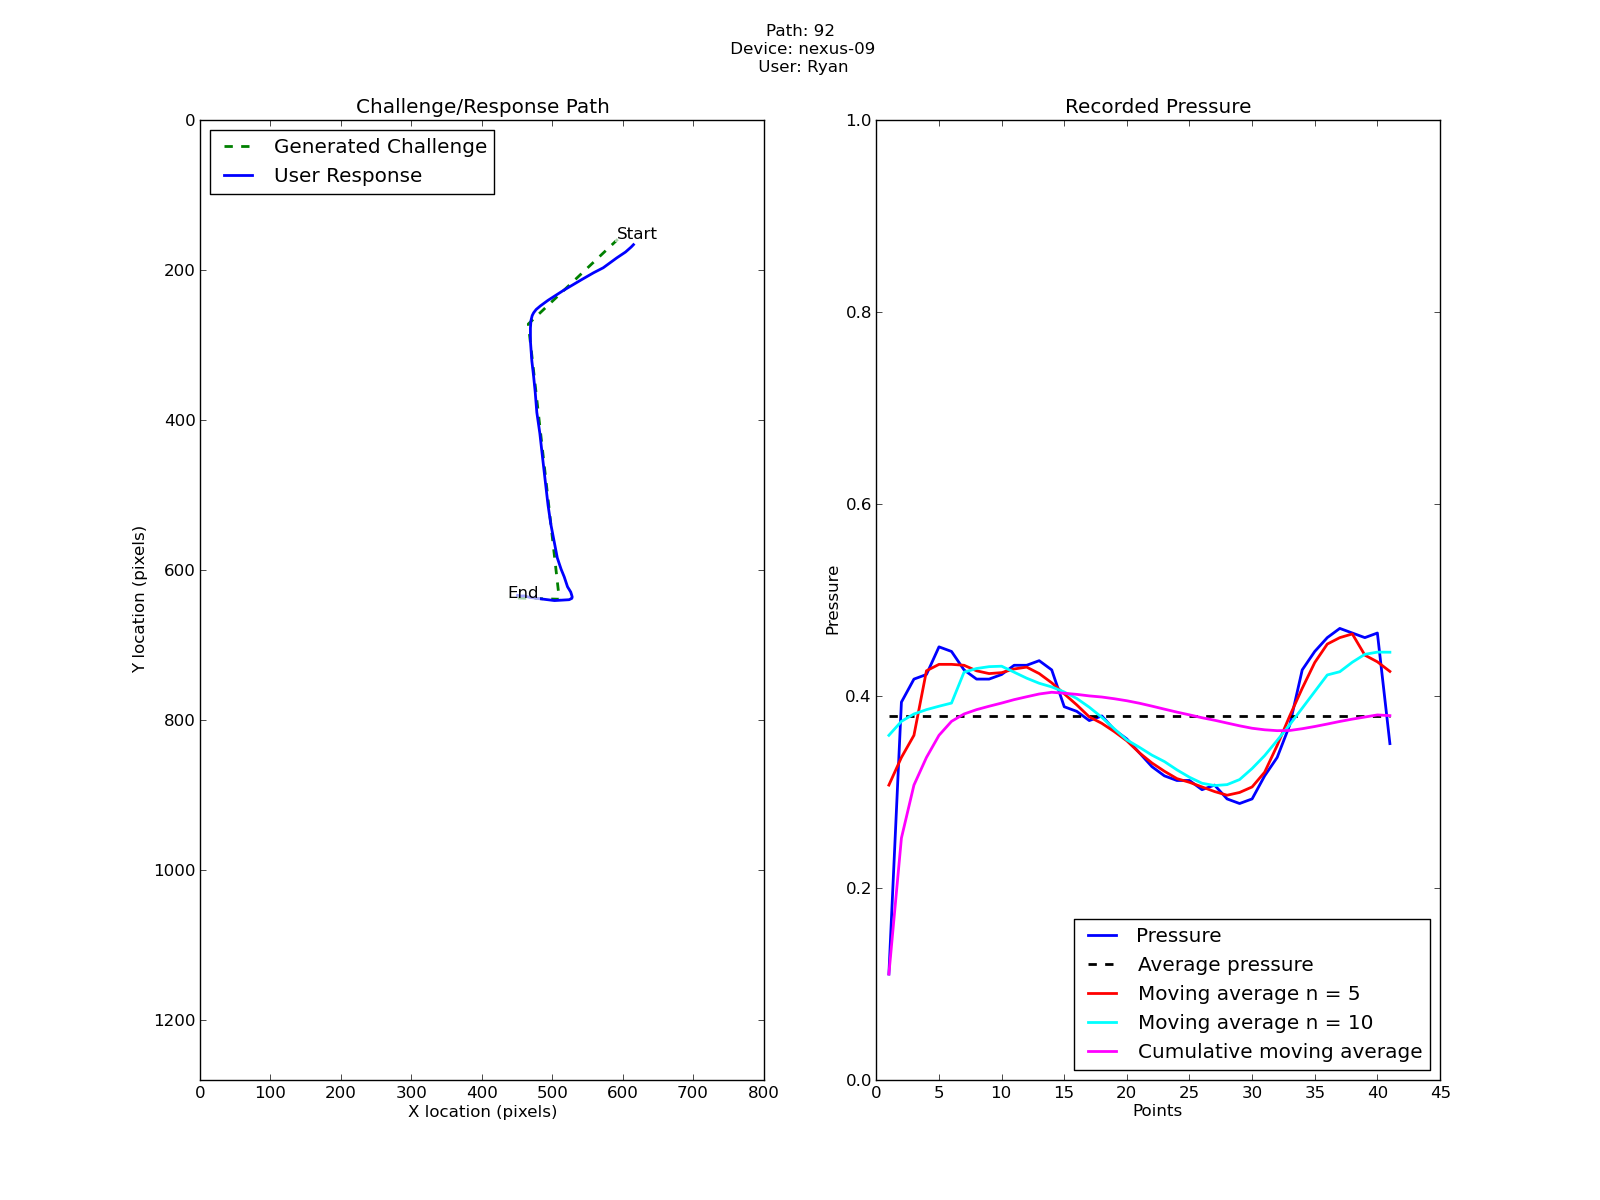 Path: 92
Device: nexus-09
User: Ryan
Challenge/Response Path
Generated Challenge
User Response
Start
End
0
200
400
600
800
1000
1200
Y location (pixels)
0 100 200 300 400 500 600 700 800
X location (pixels)
Recorded Pressure
1.0
0.8
0.6
0.4
0.2
0.0
Pressure
Pressure
Average pressure
Moving average n = 5
Moving average n = 10
Cumulative moving average
0 5 10 15 20 25 30 35 40 45
Points